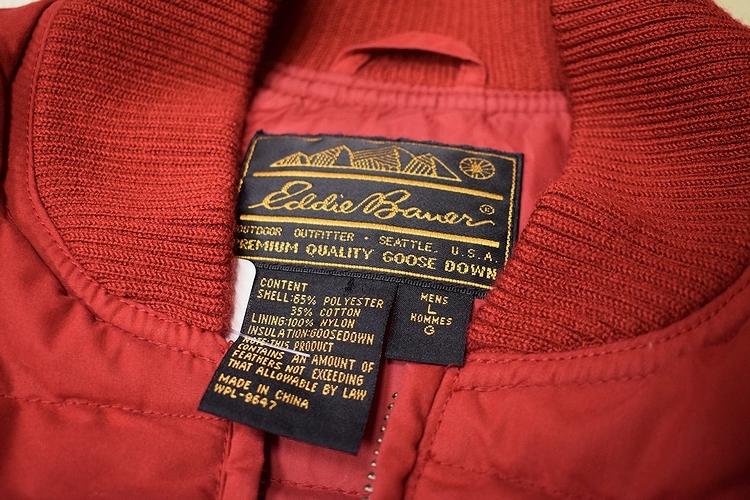 Eddie Bauer®
OUTDOOR OUTFITTER · SEATTLE, U.S.A.
PREMIUM QUALITY GOOSE DOWN
CONTENT
SHELL:65% POLYESTER
35% COTTON
LINING:100% NYLON
INSULATION:GOOSEDOWN
NOTE:THIS PRODUCT
CONTAINS AN AMOUNT OF
FEATHERS NOT EXCEEDING
THAT ALLOWABLE BY LAW
MADE IN CHINA
WPL-9647
MENS
L
HOMMES
G